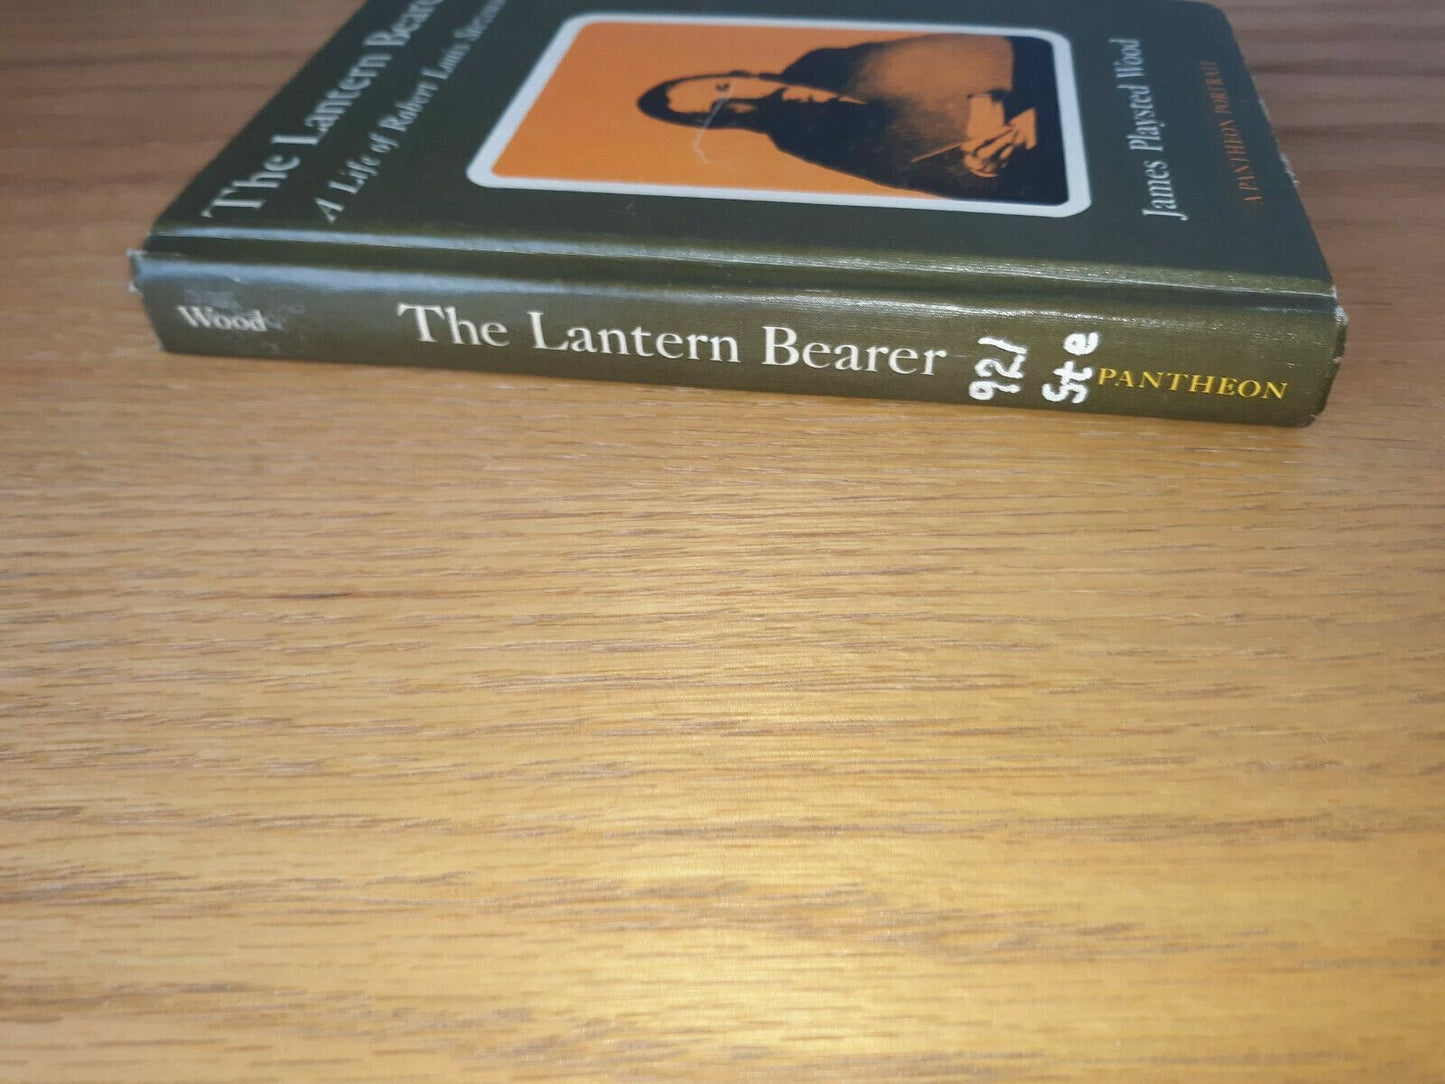 The Lantern Beare
A Life of Robert Louis Stevens
James Playsted Wood
A PANTHEON PORTRAIT
Wood
The Lantern Bearer
921
Ste
PANTHEON